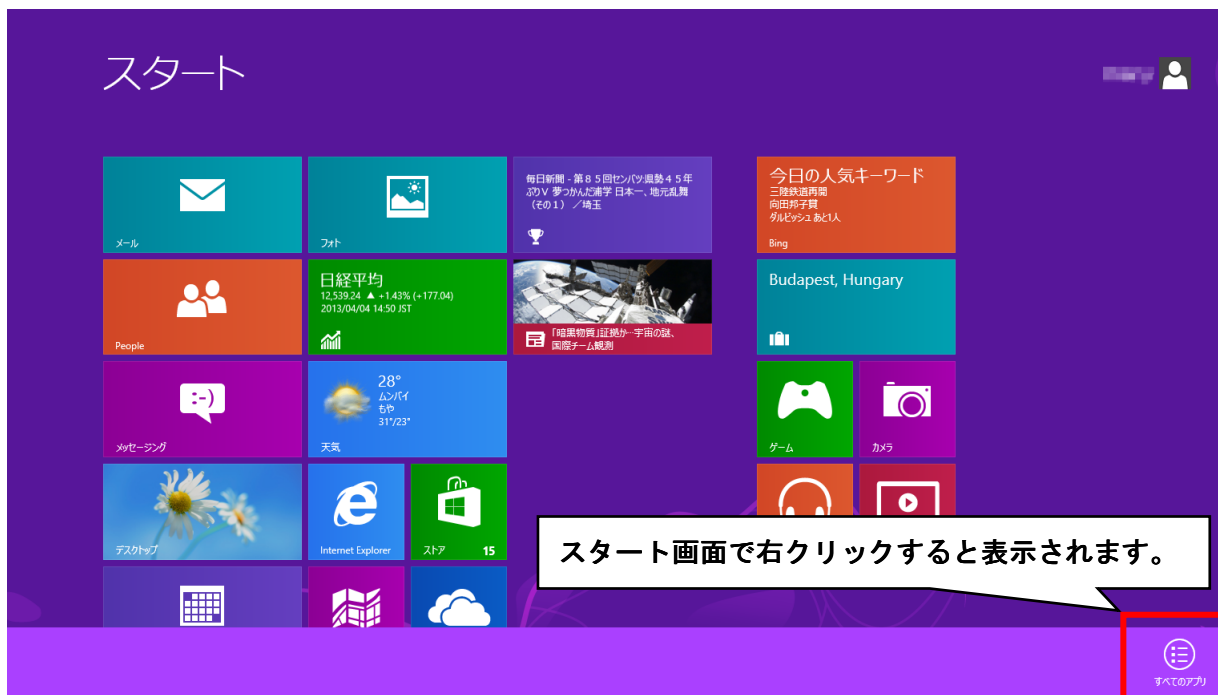 スタート
メール
フォト
毎日新聞 - 第８５回センバツ:県勢４５年
ぶりV 夢つかんだ浦学 日本一、地元乱舞
（その１） ／埼玉
今日の人気キーワード
三陸鉄道再開
向田邦子賞
ダルビッシュ あと1人
Bing
People
日経平均
12,539.24 ▲ +1.43% (+177.04)
2013/04/04 14:50 JST
「暗黒物質」証拠か…宇宙の謎、
国際チーム観測
Budapest, Hungary
メッセージング
28°
ムンバイ
もや
31°/23°
天気
ゲーム
カメラ
デスクトップ
Internet Explorer
ストア
15
スタート画面で右クリックすると表示されます。
すべてのアプリ